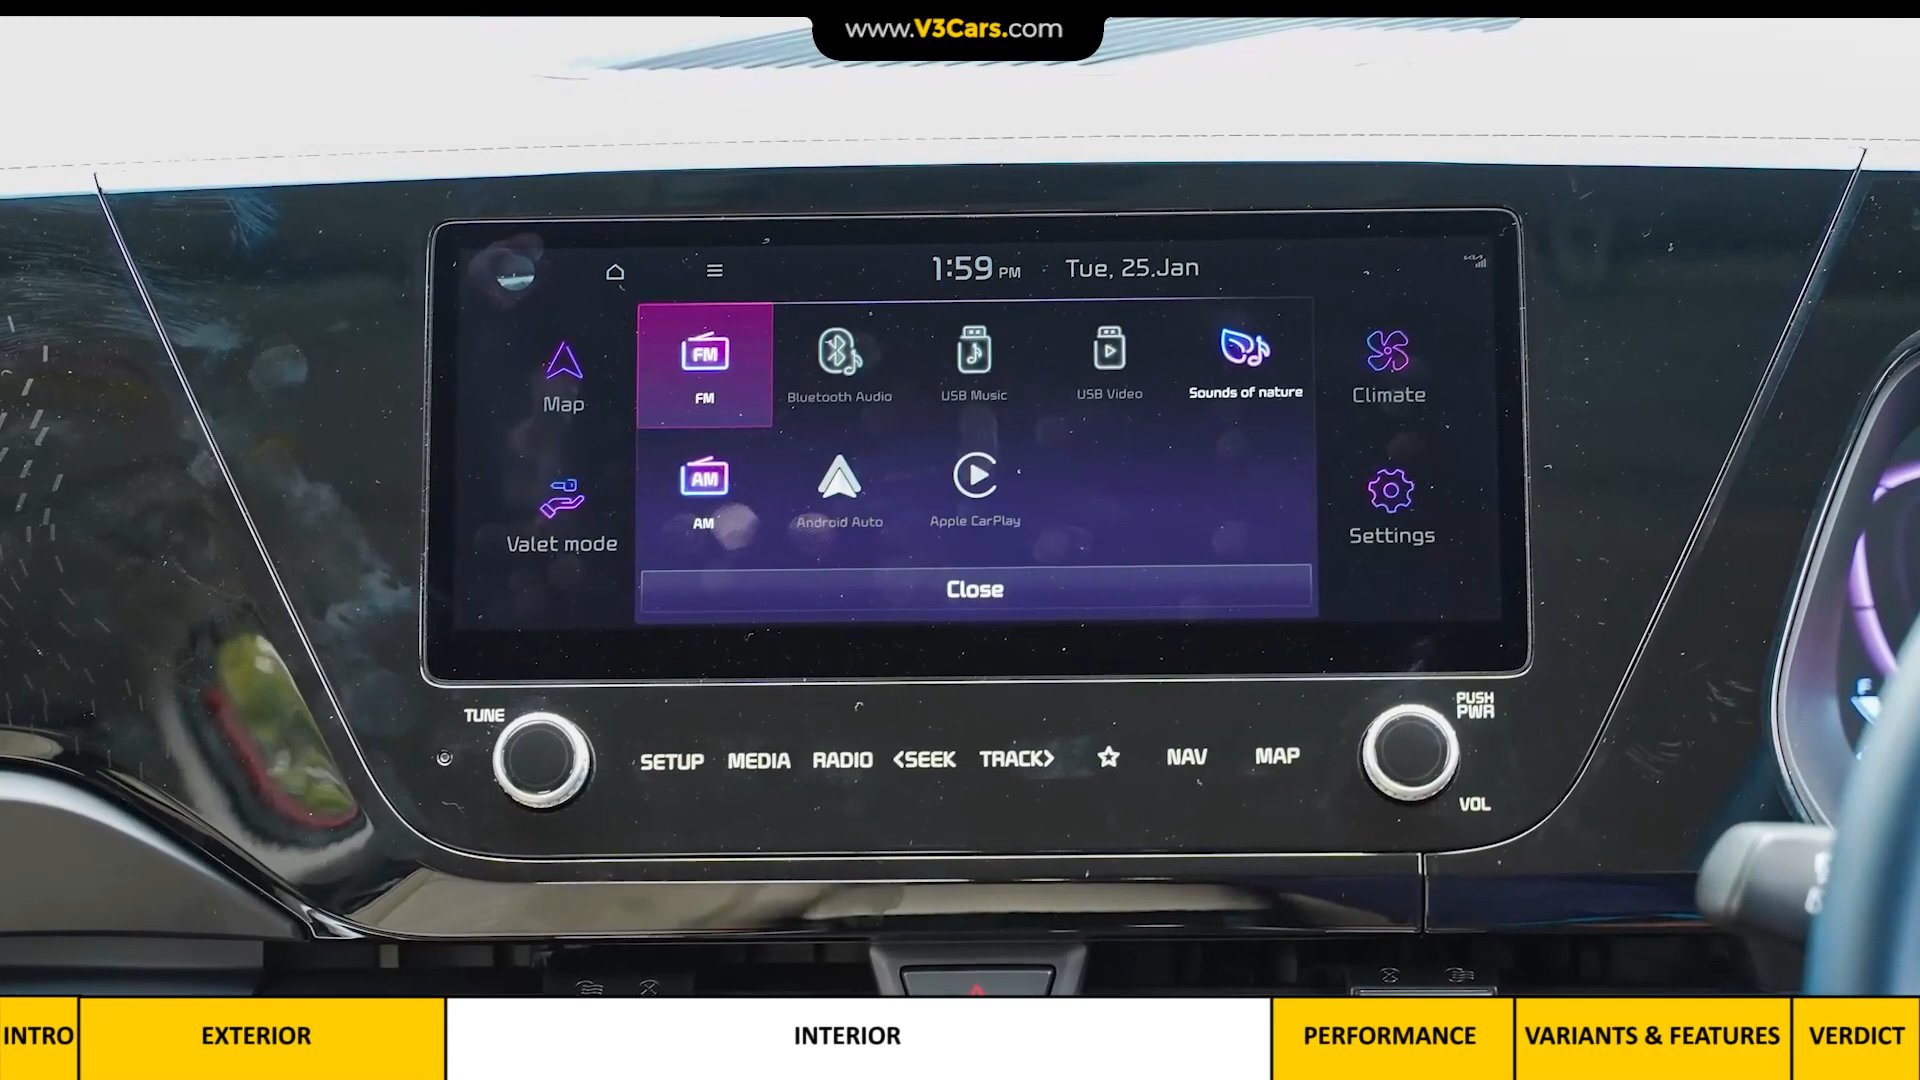 www.V3Cars.com
1:59 PM
Tue, 25.Jan
Map
FM
FM
Bluetooth Audio
USB Music
USB Video
Sounds of nature
Climate
Valet mode
AM
AM
Android Auto
Apple CarPlay
Settings
Close
TUNE
SETUP
MEDIA
RADIO
<SEEK
TRACK>
NAV
MAP
PUSH
PWR
VOL
INTRO
EXTERIOR
INTERIOR
PERFORMANCE
VARIANTS & FEATURES
VERDICT